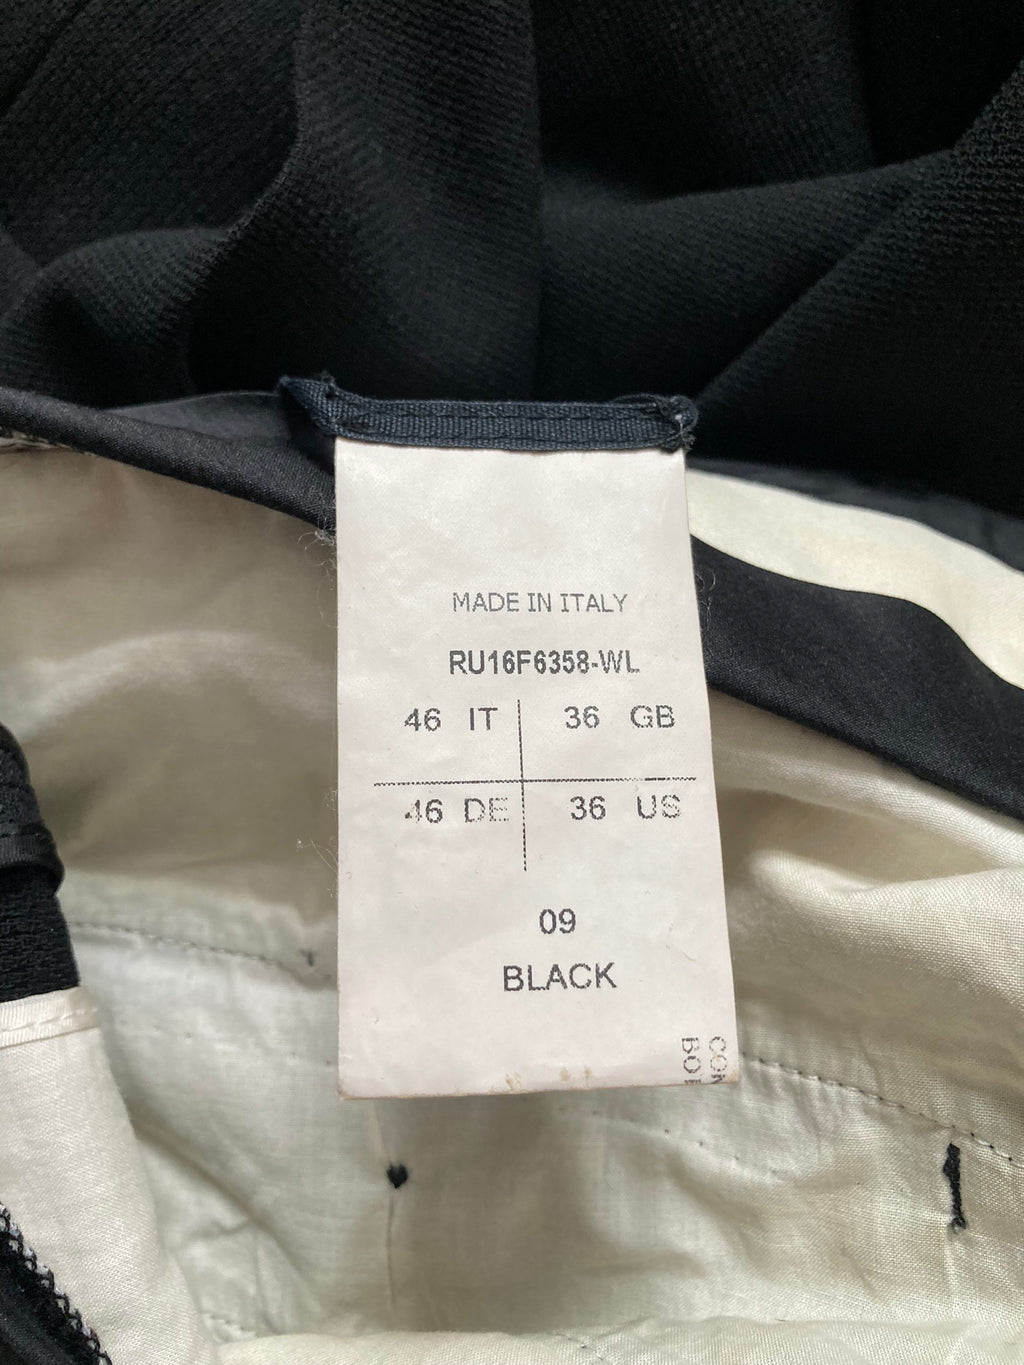 MADE IN ITALY
RU16F6358-WL
46 IT 36 GB
46 DE 36 US
09
BLACK